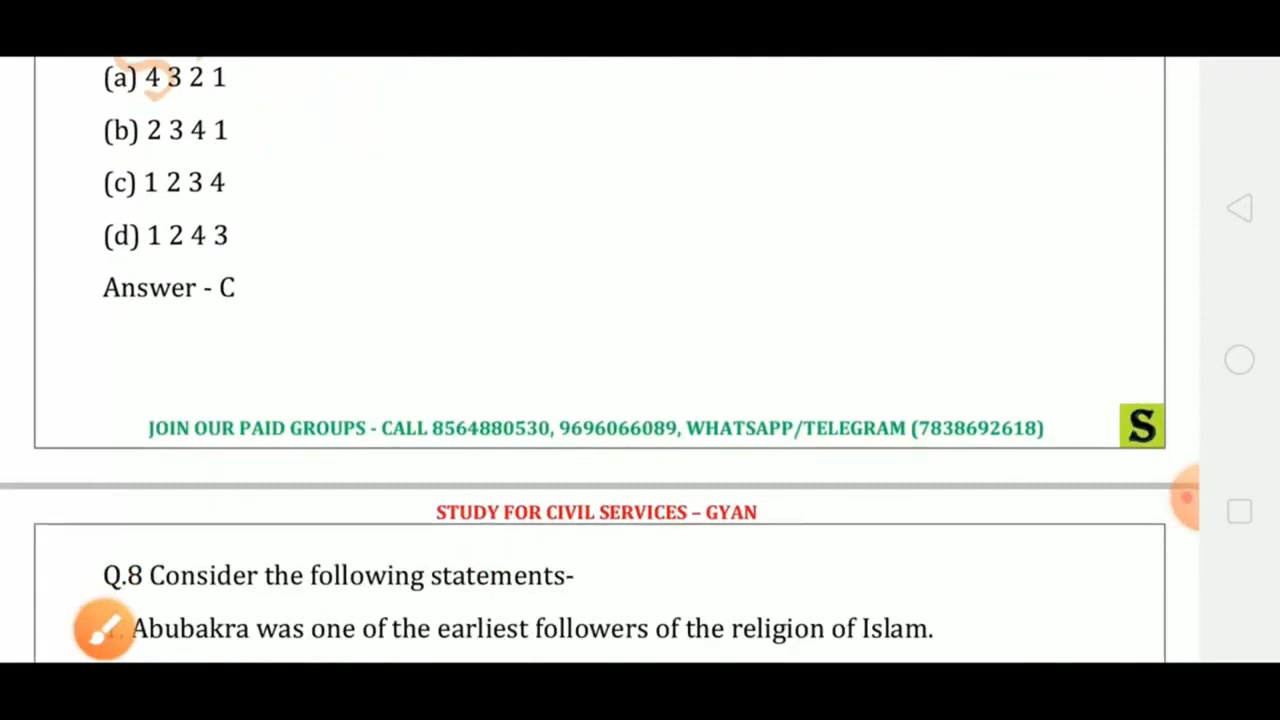 (a) 4 3 2 1
(b) 2 3 4 1
(c) 1 2 3 4
(d) 1 2 4 3
Answer - C
JOIN OUR PAID GROUPS - CALL 8564880530, 9696066089, WHATSAPP/TELEGRAM (7838692618)
S
STUDY FOR CIVIL SERVICES – GYAN
Q.8 Consider the following statements-
Abubakra was one of the earliest followers of the religion of Islam.